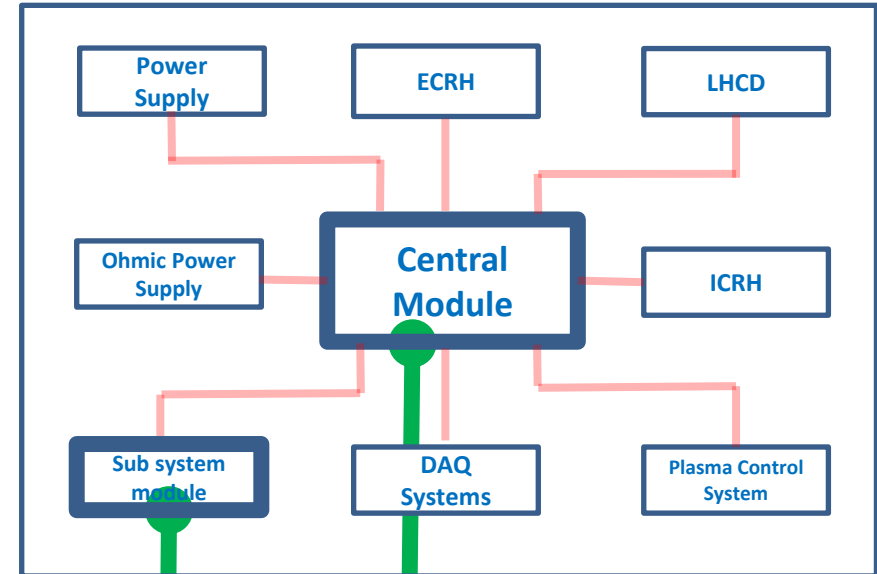 Power
Supply
ECRH
LHCD
Central
Module
Ohmic Power
Supply
ICRH
Sub system
module
DAQ
Systems
Plasma Control
System